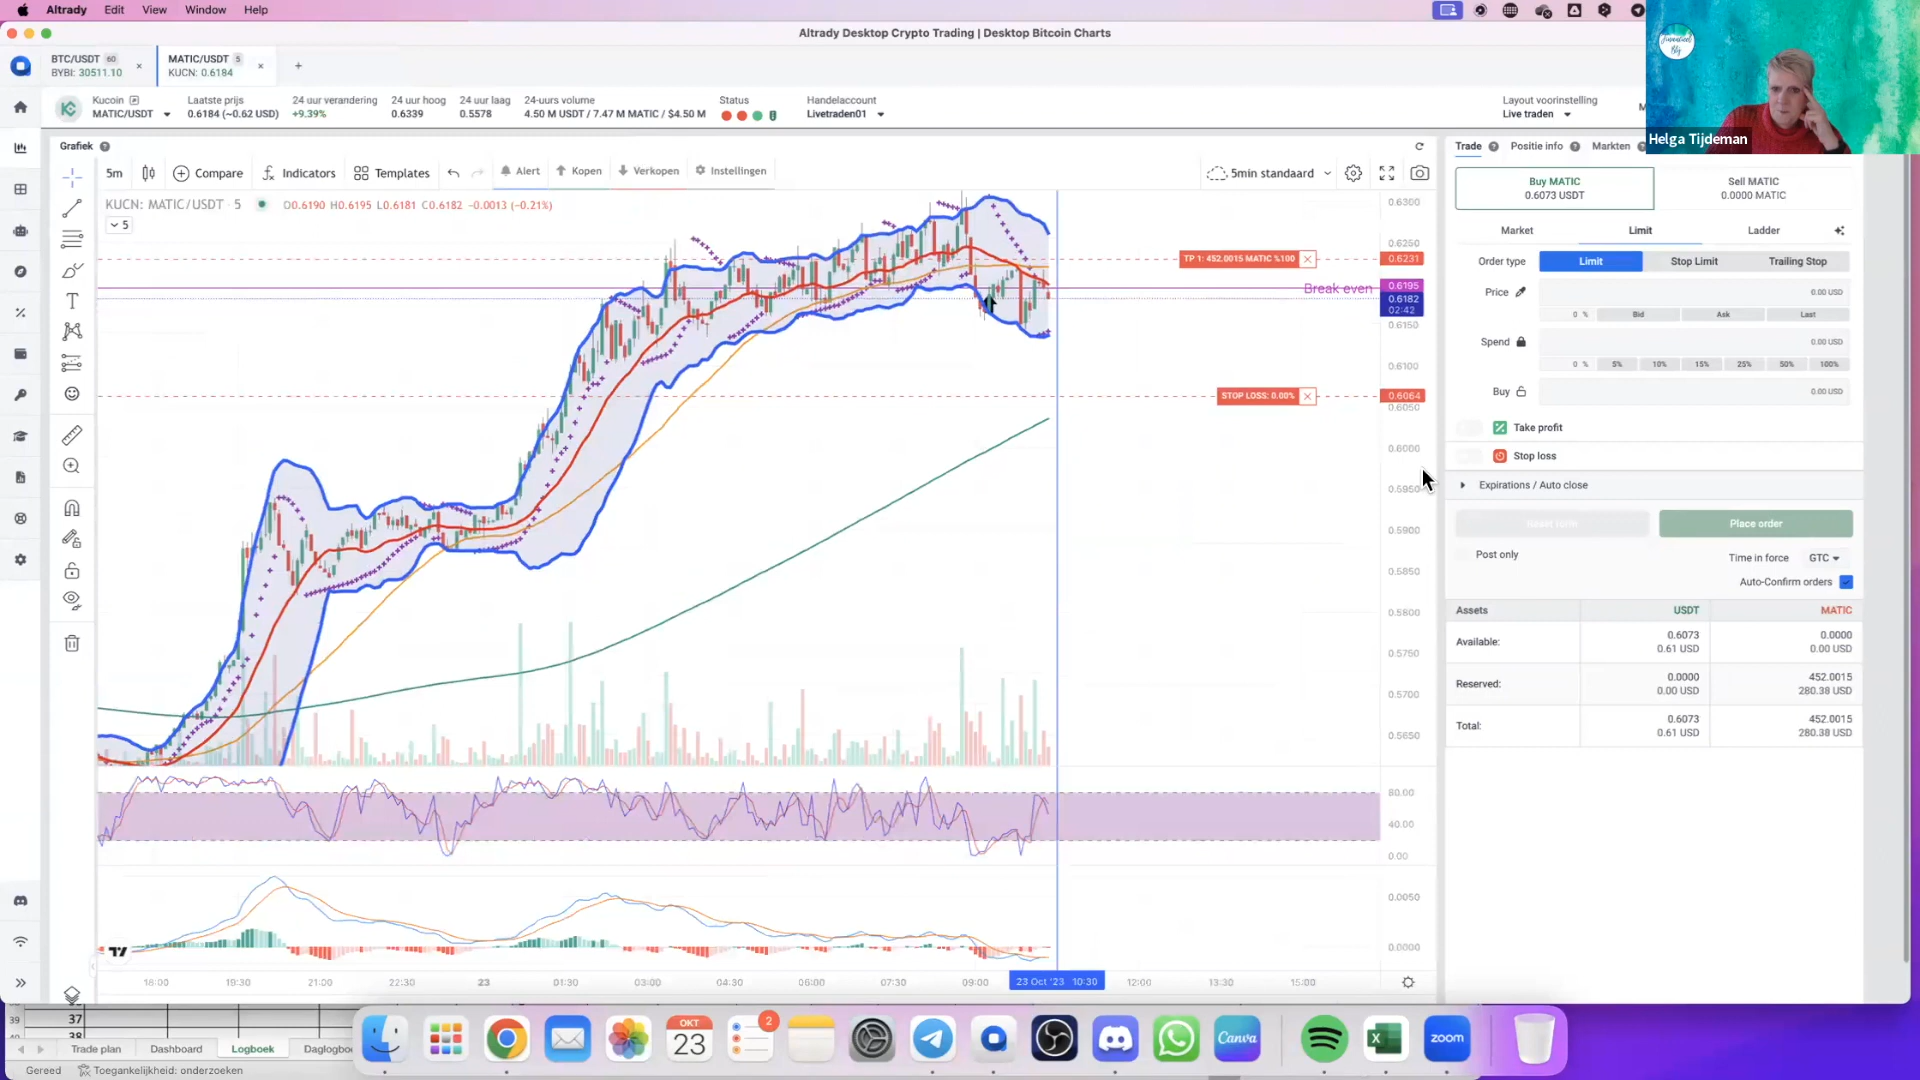 Altrady Edit View Window Help
Altrady Desktop Crypto Trading | Desktop Bitcoin Charts
BTC/USDT 60
BYBI: 30511.10
MATIC/USDT 5
KUCN: 0.6184
Kucoin
MATIC/USDT
Laatste prijs
0.6184 (~0.62 USD)
24 uur verandering
+9.39%
24 uur hoog
0.6339
24 uur laag
0.5578
24-uurs volume
4.50 M USDT / 7.47 M MATIC / $4.50 M
Status
Handelaccount
Livetraden01
Layout voorinstelling
Live traden
Financieel
Blij
Helga Tijdeman
Grafiek
5m Compare Indicators Templates Alert Kopen Verkopen Instellingen 5min standaard
KUCN: MATIC/USDT · 5 O0.6190 H0.6195 L0.6181 C0.6182 -0.0013 (-0.21%)
5
TP 1: 452.0015 MATIC %100
Break even
STOP LOSS: 0.00%
0.6300
0.6250
0.6231
0.6195
0.6182
02:42
0.6150
0.6100
0.6064
0.6050
0.6000
0.5950
0.5900
0.5850
0.5800
0.5750
0.5700
0.5650
80.00
40.00
0.00
0.0050
0.0000
18:00 19:30 21:00 22:30 23 01:30 03:00 04:30 06:00 07:30 09:00 23 Oct '23 10:30 12:00 13:30 15:00
Trade Positie info Markten
Buy MATIC
0.6073 USDT
Sell MATIC
0.0000 MATIC
Market Limit Ladder
Order type Limit Stop Limit Trailing Stop
Price 0.00 USD
0 % Bid Ask Last
Spend 0.00 USD
0 % 5% 10% 15% 25% 50% 100%
Buy 0.00 USD
Take profit
Stop loss
Expirations / Auto close
Reset form Place order
Post only Time in force GTC
Auto-Confirm orders
Assets USDT MATIC
Available: 0.6073 0.0000
0.61 USD 0.00 USD
Reserved: 0.0000 452.0015
0.00 USD 280.38 USD
Total: 0.6073 452.0015
0.61 USD 280.38 USD
39 37
38
OKT
23
2
Canva
zoom
Trade plan Dashboard Logboek Daglogbo
Gereed Toegankelijkheid: onderzoeken